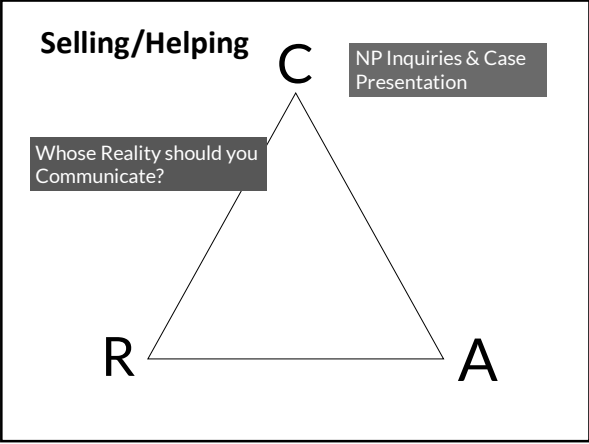 Selling/Helping
C
NP Inquiries & Case
Presentation
Whose Reality should you
Communicate?
R
A